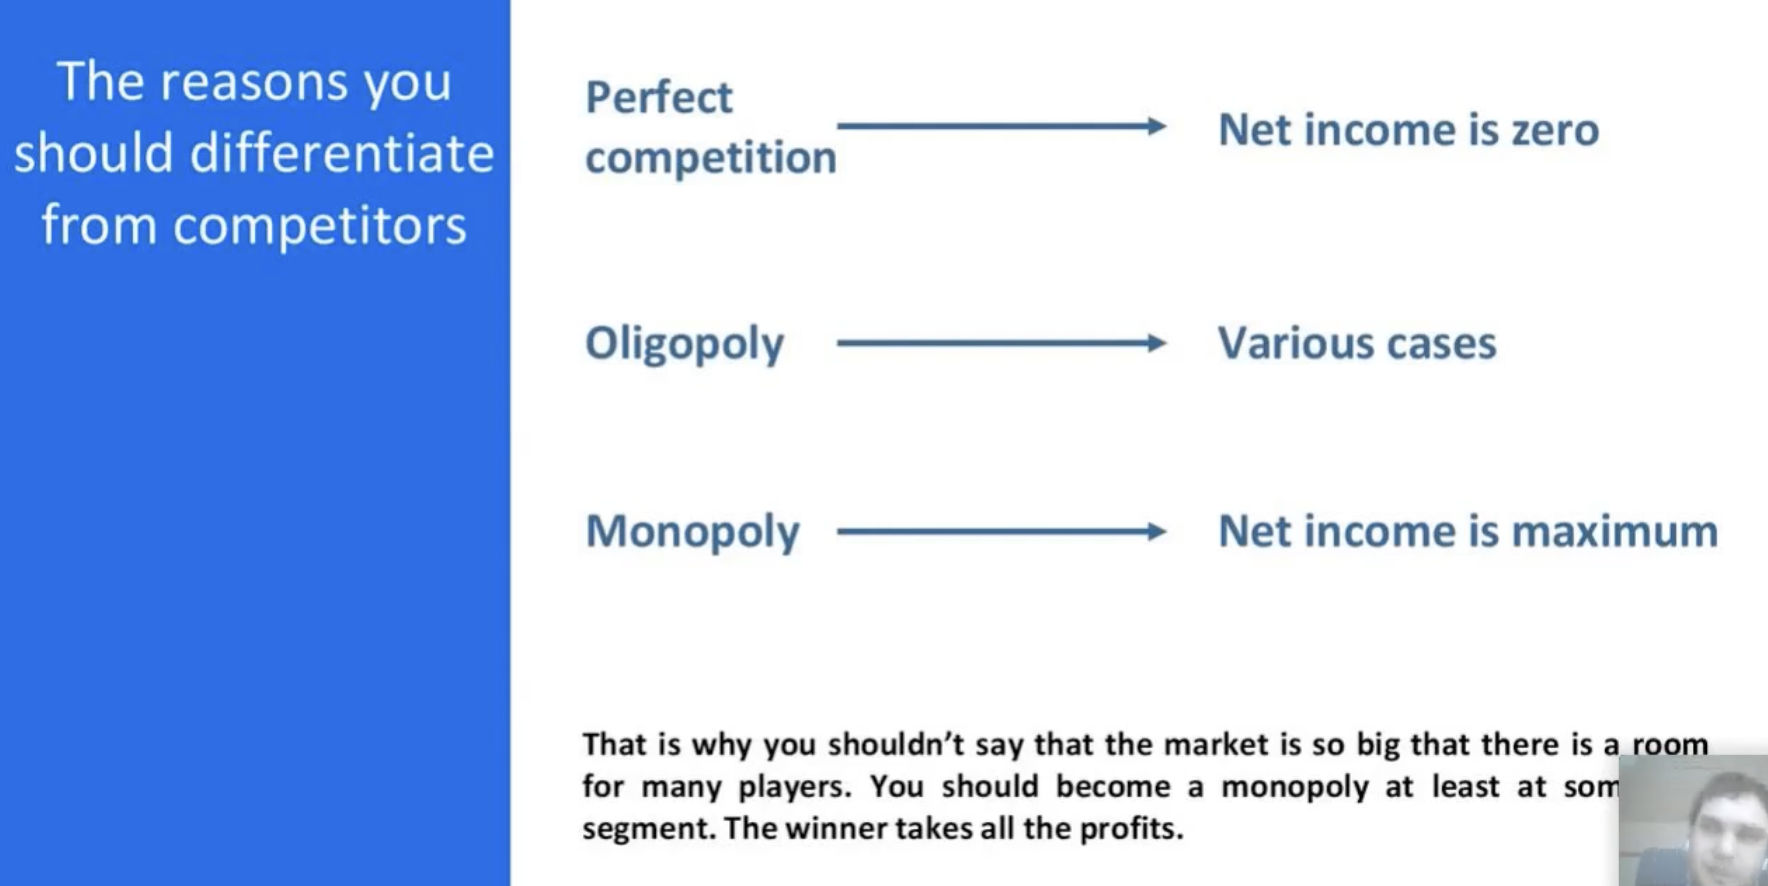 The reasons you
should differentiate
from competitors
Perfect
competition
Net income is zero
Oligopoly
Various cases
Monopoly
Net income is maximum
That is why you shouldn't say that the market is so big that there is a room
for many players. You should become a monopoly at least at
segment. The winner takes all the profits.